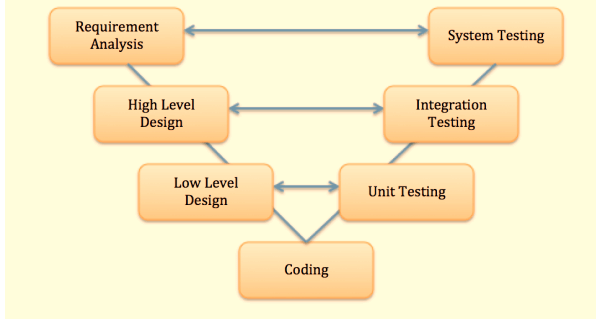 Requirement
Analysis
System Testing
High Level
Design
Integration
Testing
Low Level
Design
Unit Testing
Coding